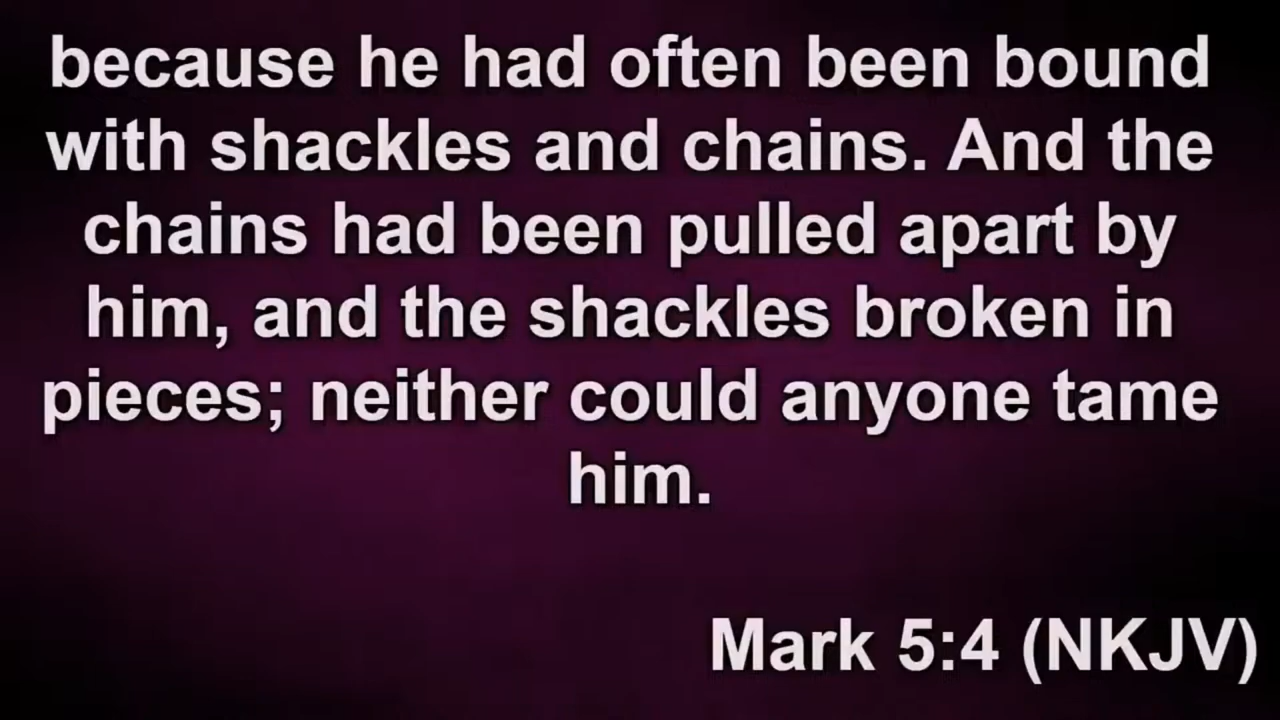 because he had often been bound
with shackles and chains. And the
chains had been pulled apart by
him, and the shackles broken in
pieces; neither could anyone tame
him.
Mark 5:4 (NKJV)